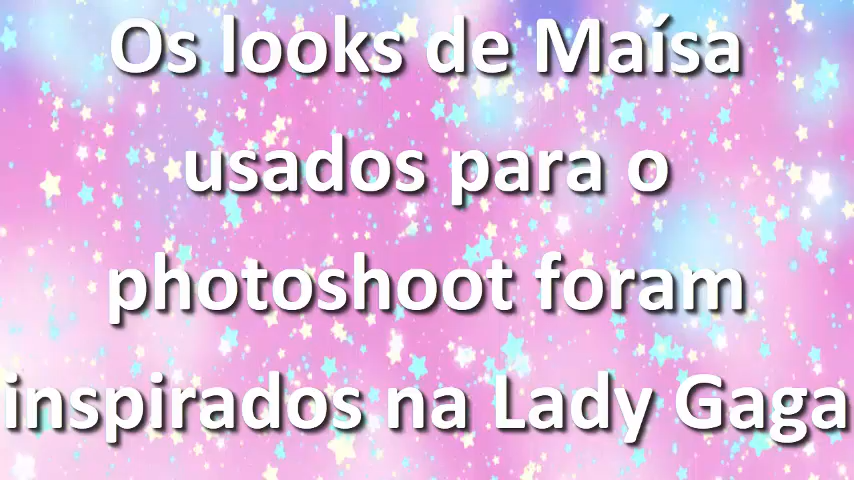 Os looks de Maísa
usados para o
photoshoot foram
inspirados na Lady Gaga